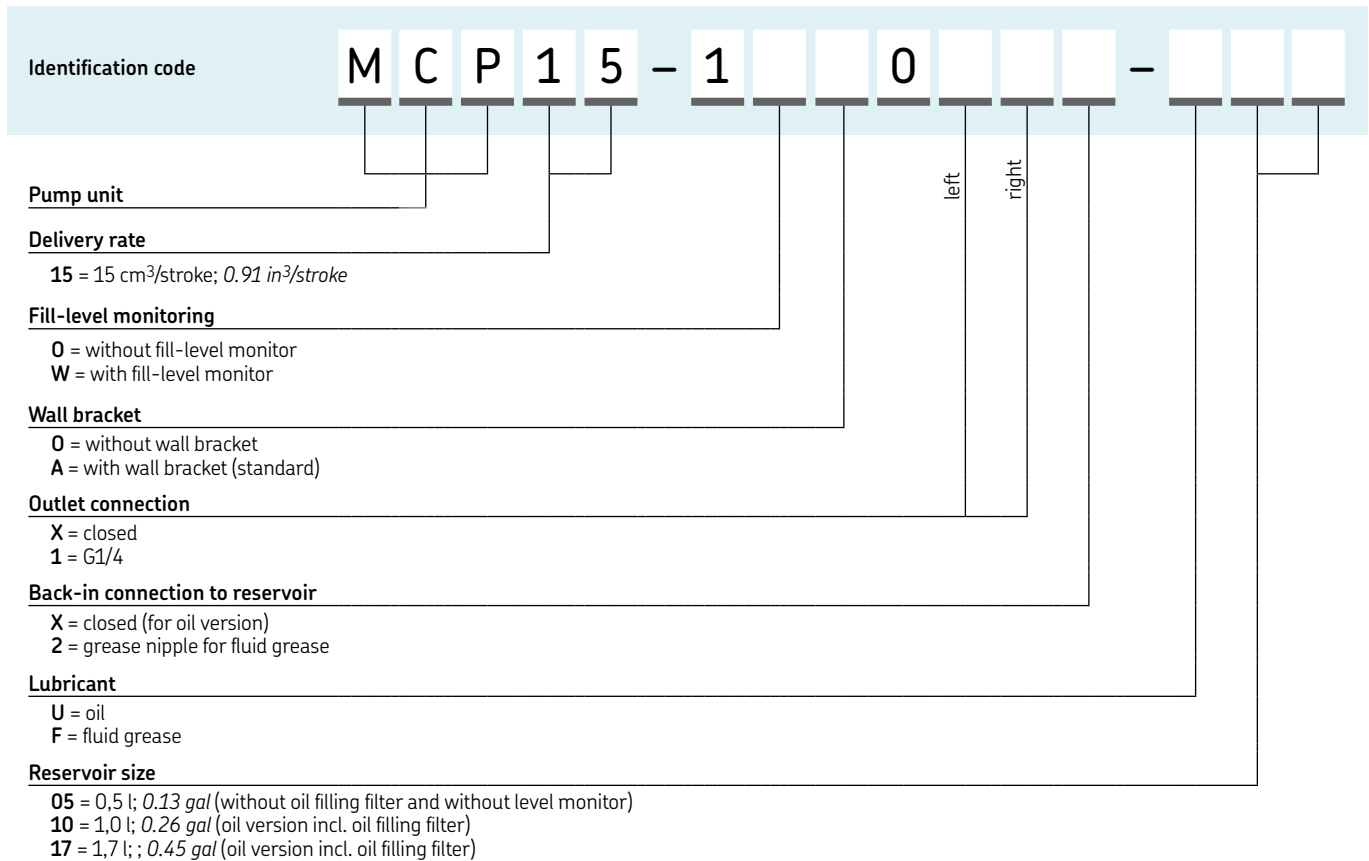 Identification code M C P 1 5 – 1 0 –
left right
Pump unit
Delivery rate
15 = 15 cm³/stroke; 0.91 in³/stroke
Fill-level monitoring
0 = without fill-level monitor
W = with fill-level monitor
Wall bracket
0 = without wall bracket
A = with wall bracket (standard)
Outlet connection
X = closed
1 = G1/4
Back-in connection to reservoir
X = closed (for oil version)
2 = grease nipple for fluid grease
Lubricant
U = oil
F = fluid grease
Reservoir size
05 = 0,5 l; 0.13 gal (without oil filling filter and without level monitor)
10 = 1,0 l; 0.26 gal (oil version incl. oil filling filter)
17 = 1,7 l; ; 0.45 gal (oil version incl. oil filling filter)